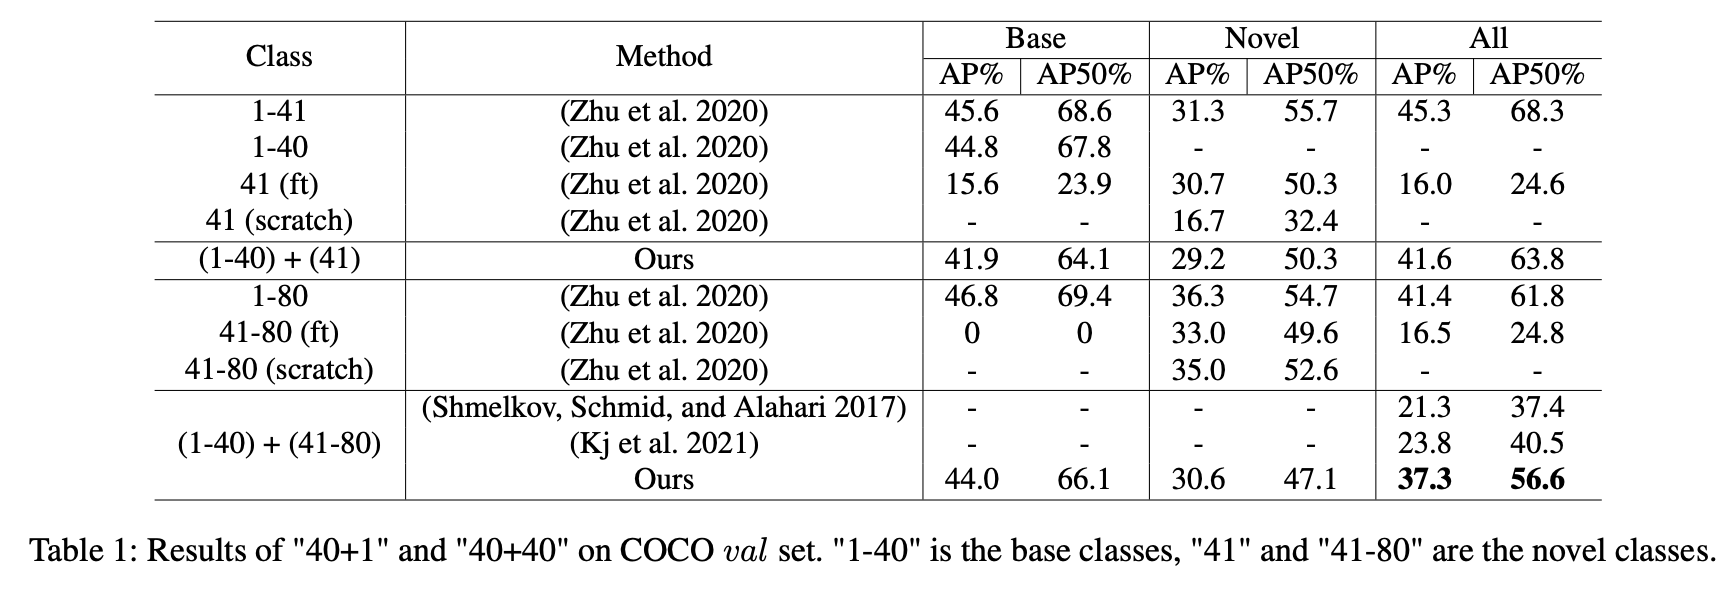 Class Method Base Novel All
AP% AP50% AP% AP50% AP% AP50%
1-41 (Zhu et al. 2020) 45.6 68.6 31.3 55.7 45.3 68.3
1-40 (Zhu et al. 2020) 44.8 67.8 - - - -
41 (ft) (Zhu et al. 2020) 15.6 23.9 30.7 50.3 16.0 24.6
41 (scratch) (Zhu et al. 2020) - - 16.7 32.4 - -
(1-40) + (41) Ours 41.9 64.1 29.2 50.3 41.6 63.8
1-80 (Zhu et al. 2020) 46.8 69.4 36.3 54.7 41.4 61.8
41-80 (ft) (Zhu et al. 2020) 0 0 33.0 49.6 16.5 24.8
41-80 (scratch) (Zhu et al. 2020) - - 35.0 52.6 - -
(Shmelkov, Schmid, and Alahari 2017) - - - - 21.3 37.4
(1-40) + (41-80) (Kj et al. 2021) - - - - 23.8 40.5
Ours 44.0 66.1 30.6 47.1 37.3 56.6
Table 1: Results of "40+1" and "40+40" on COCO val set. "1-40" is the base classes, "41" and "41-80" are the novel classes.